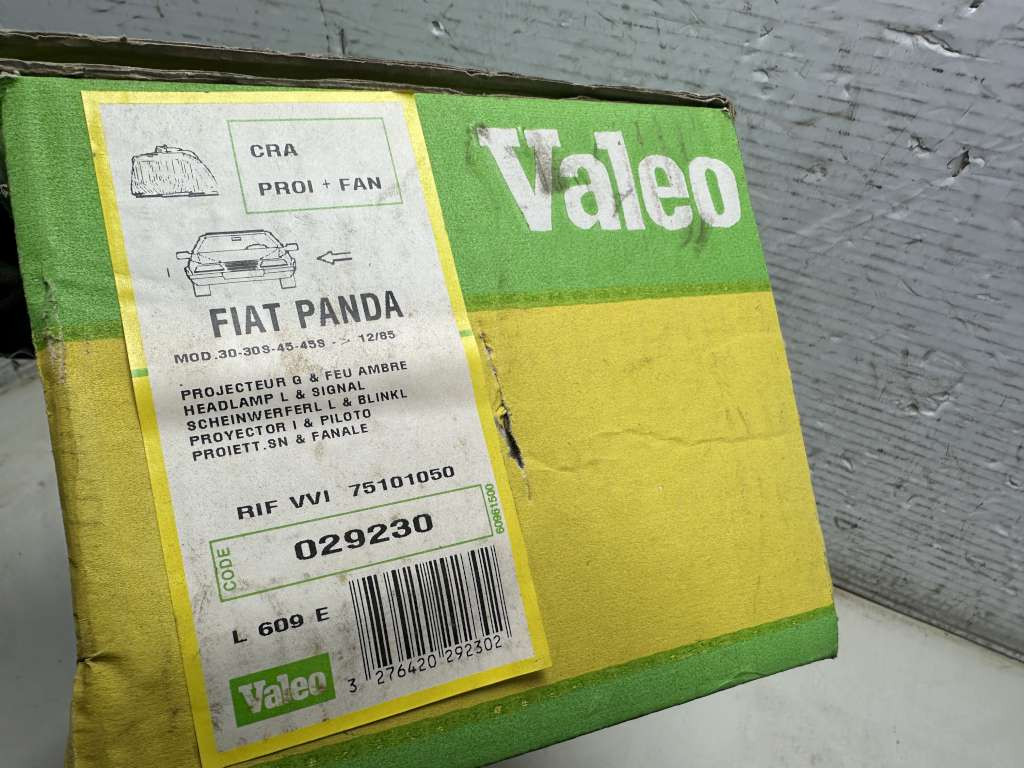 Valeo
CRA
PROI + FAN
FIAT PANDA
MOD.30-30S-45-45S -> 12/85
PROJECTEUR G & FEU AMBRE
HEADLAMP L & SIGNAL
SCHEINWERFERL L & BLINKL
PROYECTOR I & PILOTO
PROIETT.SN & FANALE
RIF VVI 75101050
CODE
029230
60961500
L 609 E
3 276420 292302
Valeo